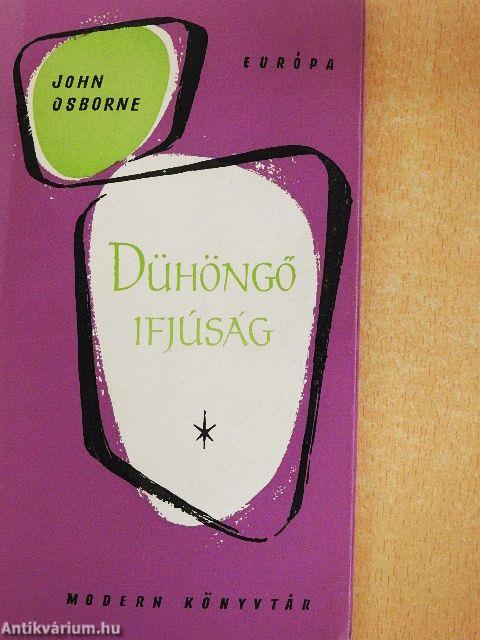 JOHN
OSBORNE
EURÓPA
DÜHÖNGŐ
IFJÚSÁG
MODERN KÖNYVTÁR
Antikvárium.hu